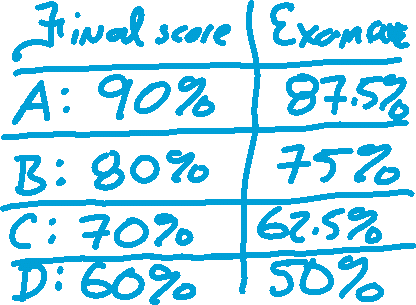 Final score Exam ave
A: 90% 87.5%
B: 80% 75%
C: 70% 62.5%
D: 60% 50%